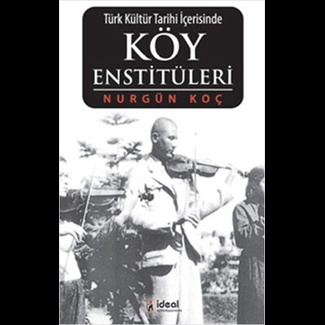 Türk Kültür Tarihi İçerisinde
KÖY
ENSTİTÜLERİ
NURGÜN KOÇ
ideal